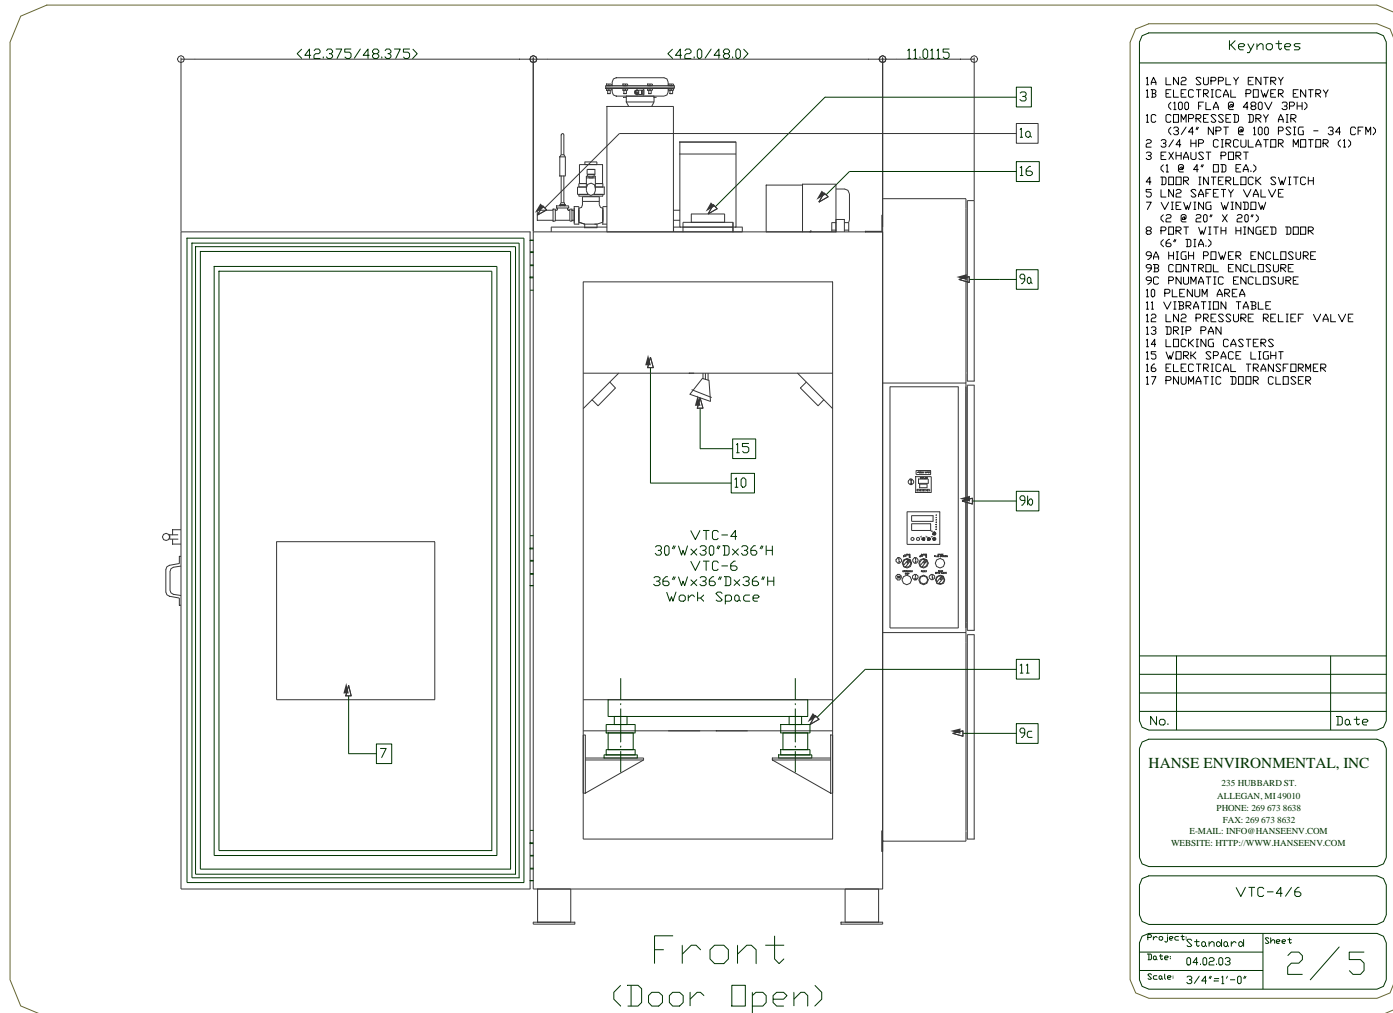 <42.375/48.375>
<42.0/48.0>
11.0115
3
1a
16
9a
15
10
9b
VTC-4
30"Wx30"Dx36"H
VTC-6
36"Wx36"Dx36"H
Work Space
11
9c
7
Front
(Door Open)
Keynotes
1A LN2 SUPPLY ENTRY
1B ELECTRICAL POWER ENTRY
(100 FLA @ 480V 3PH)
1C COMPRESSED DRY AIR
(3/4" NPT @ 100 PSIG - 34 CFM)
2 3/4 HP CIRCULATOR MOTOR (1)
3 EXHAUST PORT
(1 @ 4" OD EA.)
4 DOOR INTERLOCK SWITCH
5 LN2 SAFETY VALVE
7 VIEWING WINDOW
(2 @ 20" X 20")
8 PORT WITH HINGED DOOR
(6" DIA.)
9A HIGH POWER ENCLOSURE
9B CONTROL ENCLOSURE
9C PNUMATIC ENCLOSURE
10 PLENUM AREA
11 VIBRATION TABLE
12 LN2 PRESSURE RELIEF VALVE
13 DRIP PAN
14 LOCKING CASTERS
15 WORK SPACE LIGHT
16 ELECTRICAL TRANSFORMER
17 PNUMATIC DOOR CLOSER
No. Date
HANSE ENVIRONMENTAL, INC
235 HUBBARD ST.
ALLEGAN, MI 49010
PHONE: 269 673 8638
FAX: 269 673 8632
E-MAIL: INFO@HANSEENV.COM
WEBSITE: HTTP://WWW.HANSEENV.COM
VTC-4/6
Project: Standard
Date: 04.02.03
Scale: 3/4"=1'-0"
Sheet
2/5